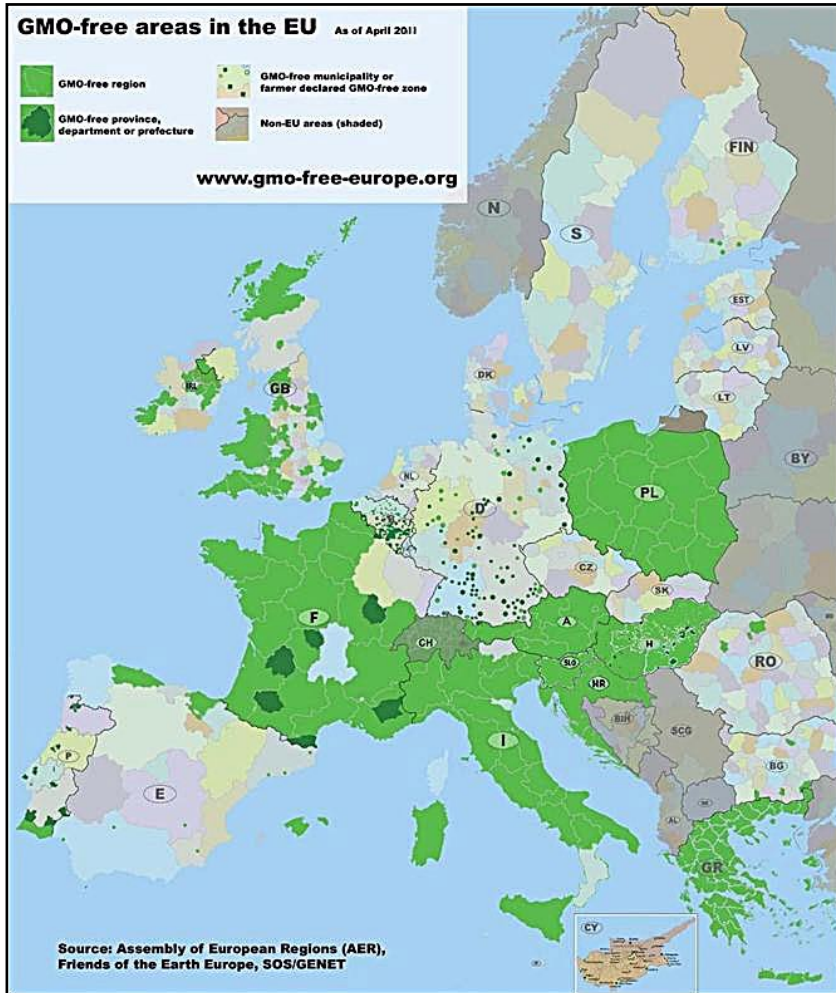 GMO-free areas in the EU As of April 2011
GMO-free region
GMO-free municipality or
farmer declared GMO-free zone
GMO-free province,
department or prefecture
Non-EU areas (shaded)
www.gmo-free-europe.org
FIN
N
S
EST
LV
DK
LT
IRL
GB
BY
NL
PL
D
B
CZ
SK
F
A
CH
H
SLO
RO
HR
BIH
SCG
I
P
BG
E
AL
GR
CY
Source: Assembly of European Regions (AER),
Friends of the Earth Europe, SOS/GENET